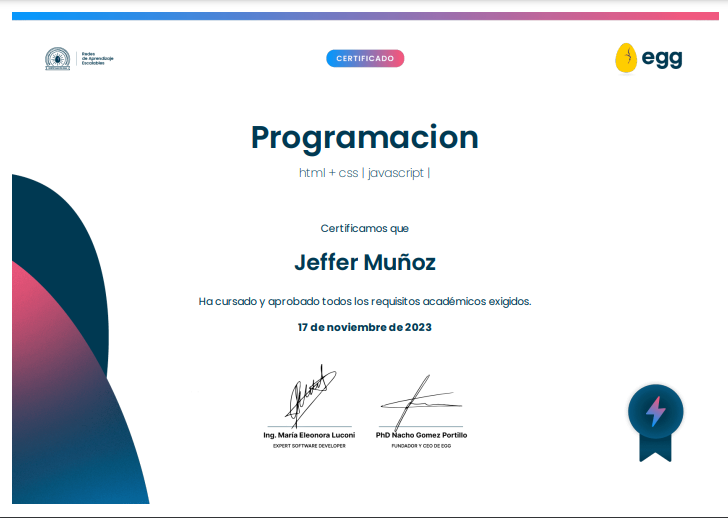 Redes
de Aprendizaje
Escalables
CERTIFICADO
egg
Programacion
html + css | javascript |
Certificamos que
Jeffer Muñoz
Ha cursado y aprobado todos los requisitos académicos exigidos.
17 de noviembre de 2023
Ing. María Eleonora Luconi
EXPERT SOFTWARE DEVELOPER
PhD Nacho Gomez Portillo
FUNDADOR Y CEO DE EGG